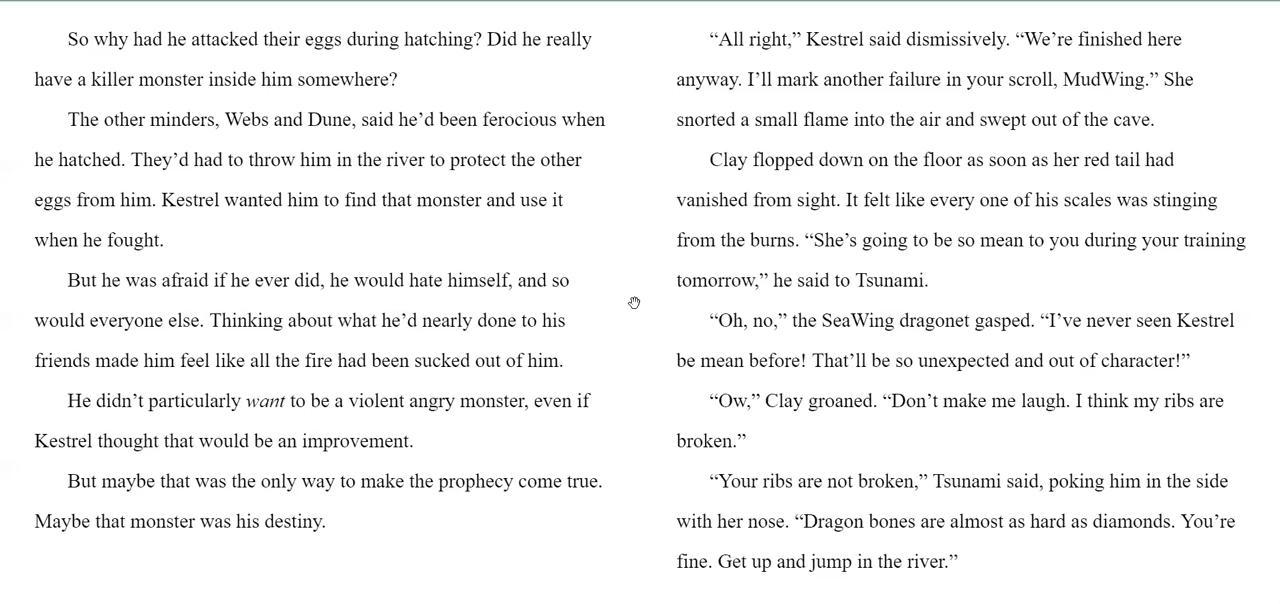 So why had he attacked their eggs during hatching? Did he really
have a killer monster inside him somewhere?
The other minders, Webs and Dune, said he’d been ferocious when
he hatched. They’d had to throw him in the river to protect the other
eggs from him. Kestrel wanted him to find that monster and use it
when he fought.
But he was afraid if he ever did, he would hate himself, and so
would everyone else. Thinking about what he’d nearly done to his
friends made him feel like all the fire had been sucked out of him.
He didn’t particularly want to be a violent angry monster, even if
Kestrel thought that would be an improvement.
But maybe that was the only way to make the prophecy come true.
Maybe that monster was his destiny.
“All right,” Kestrel said dismissively. “We’re finished here
anyway. I’ll mark another failure in your scroll, MudWing.” She
snorted a small flame into the air and swept out of the cave.
Clay flopped down on the floor as soon as her red tail had
vanished from sight. It felt like every one of his scales was stinging
from the burns. “She’s going to be so mean to you during your training
tomorrow,” he said to Tsunami.
“Oh, no,” the SeaWing dragonet gasped. “I’ve never seen Kestrel
be mean before! That’ll be so unexpected and out of character!”
“Ow,” Clay groaned. “Don’t make me laugh. I think my ribs are
broken.”
“Your ribs are not broken,” Tsunami said, poking him in the side
with her nose. “Dragon bones are almost as hard as diamonds. You’re
fine. Get up and jump in the river.”